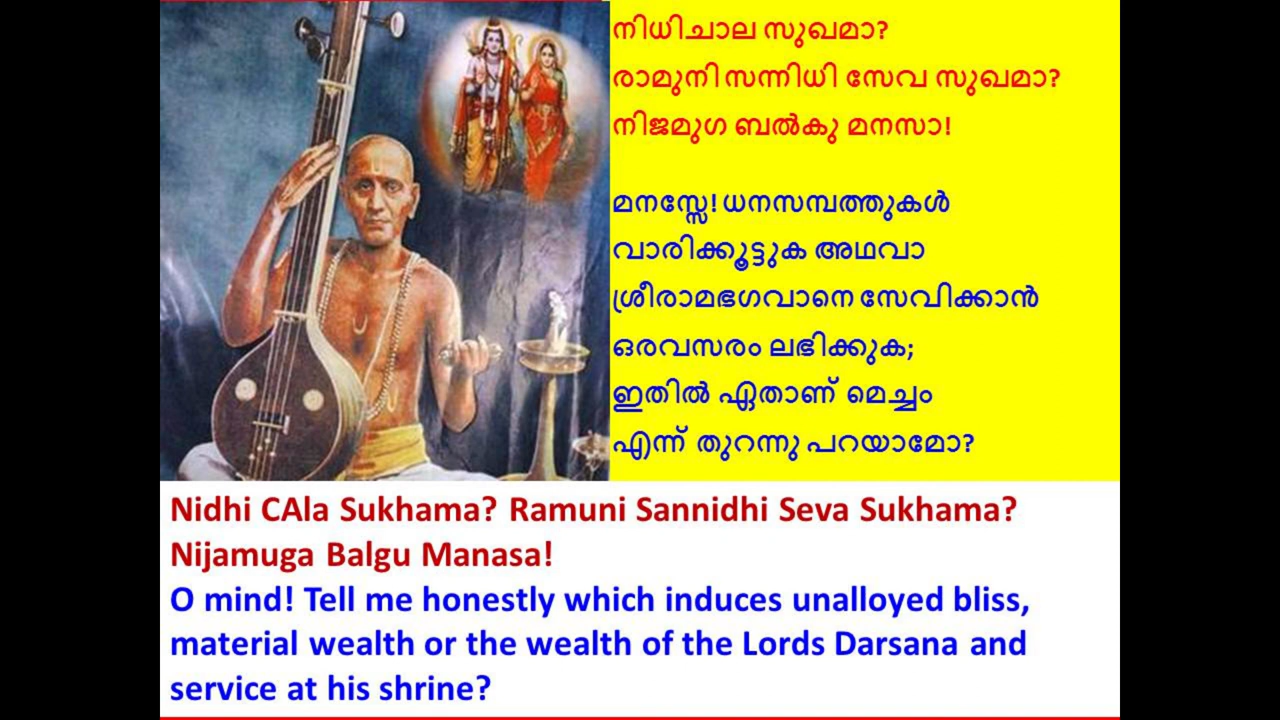 നിധിചാല സുഖമാ?
രാമുനി സന്നിധി സേവ സുഖമാ?
നിജമുഗ ബൽകു മനസാ!
മനസ്സേ! ധനസമ്പത്തുകൾ
വാരിക്കൂട്ടുക അഥവാ
ശ്രീരാമഭഗവാനെ സേവിക്കാൻ
ഒരവസരം ലഭിക്കുക;
ഇതിൽ ഏതാണ് മെച്ചം
എന്ന് തുറന്നു പറയാമോ?
Nidhi CAla Sukhama? Ramuni Sannidhi Seva Sukhama?
Nijamuga Balgu Manasa!
O mind! Tell me honestly which induces unalloyed bliss,
material wealth or the wealth of the Lords Darsana and
service at his shrine?